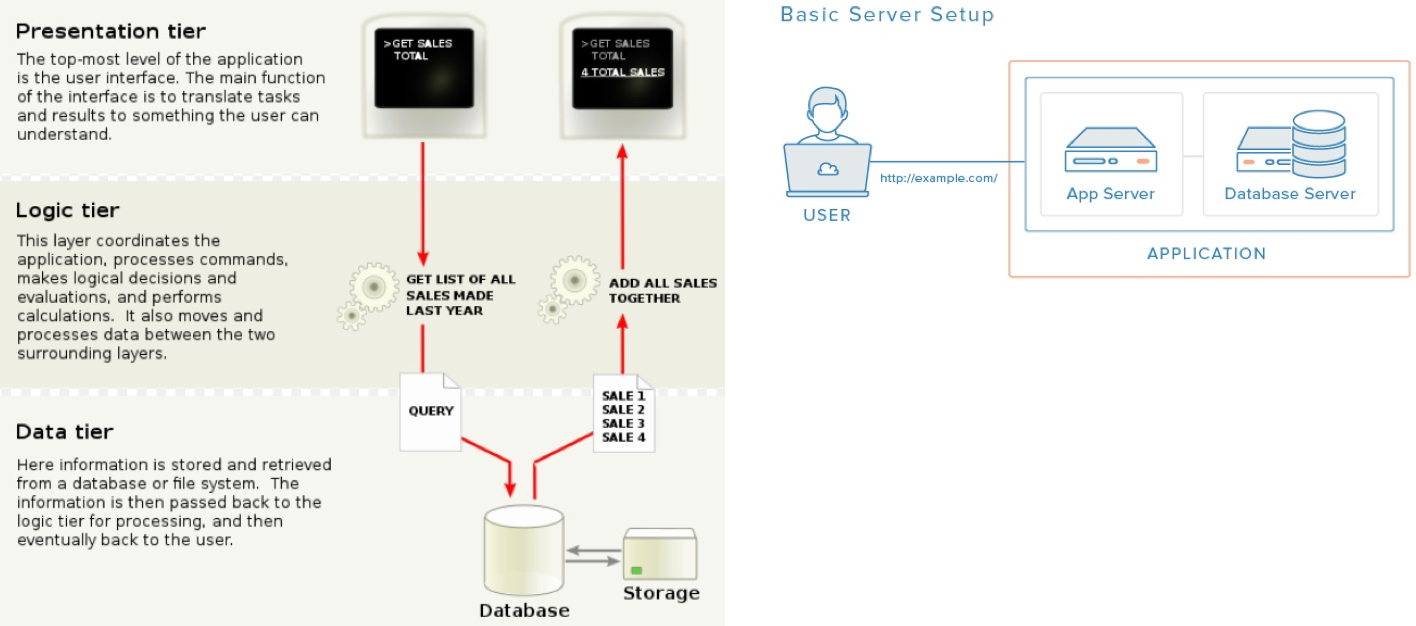 Presentation tier
The top-most level of the application
is the user interface. The main function
of the interface is to translate tasks
and results to something the user can
understand.
>GET SALES
TOTAL
>GET SALES
TOTAL
4 TOTAL SALES
Logic tier
This layer coordinates the
application, processes commands,
makes logical decisions and
evaluations, and performs
calculations.  It also moves and
processes data between the two
surrounding layers.
GET LIST OF ALL
SALES MADE
LAST YEAR
ADD ALL SALES
TOGETHER
Data tier
Here information is stored and retrieved
from a database or file system.  The
information is then passed back to the
logic tier for processing, and then
eventually back to the user.
QUERY
SALE 1
SALE 2
SALE 3
SALE 4
Database
Storage
Basic Server Setup
USER
http://example.com/
App Server
Database Server
APPLICATION